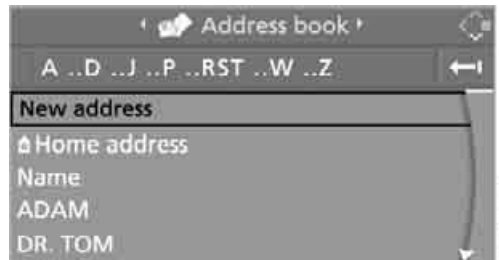 Address book
A ..D ..J ..P ..RST ..W ..Z
New address
Home address
Name
ADAM
DR. TOM